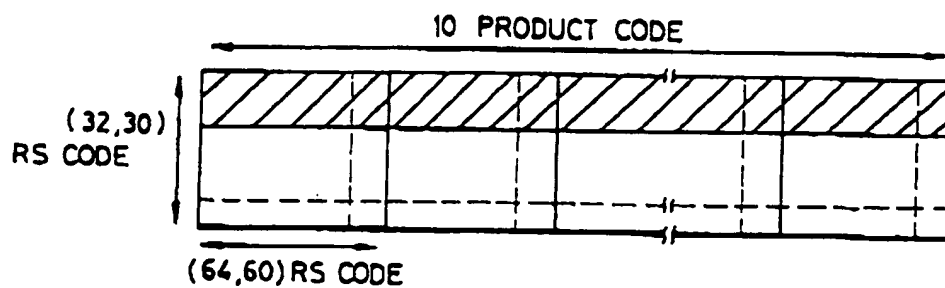 10 PRODUCT CODE
(32,30)
RS CODE
(64,60) RS CODE